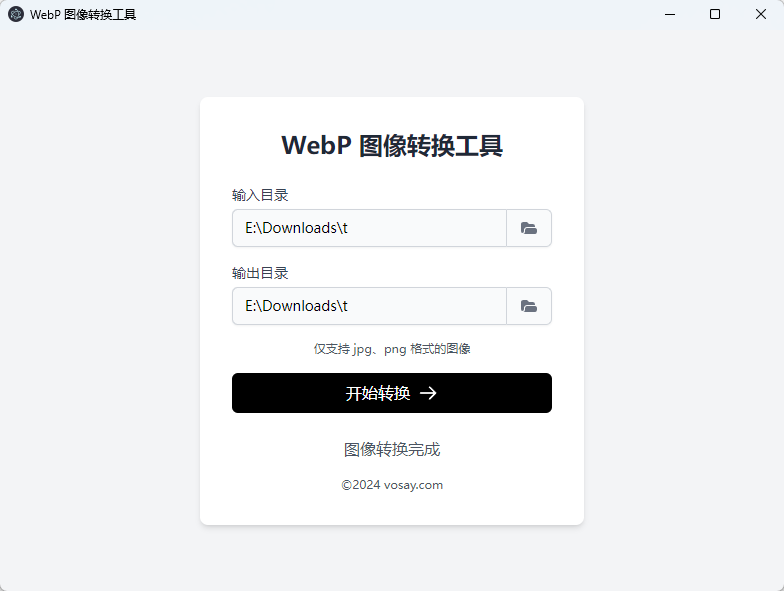 WebP 图像转换工具
WebP 图像转换工具
输入目录
E:\Downloads\t
输出目录
E:\Downloads\t
仅支持 jpg、png 格式的图像
开始转换 →
图像转换完成
©2024 vosay.com